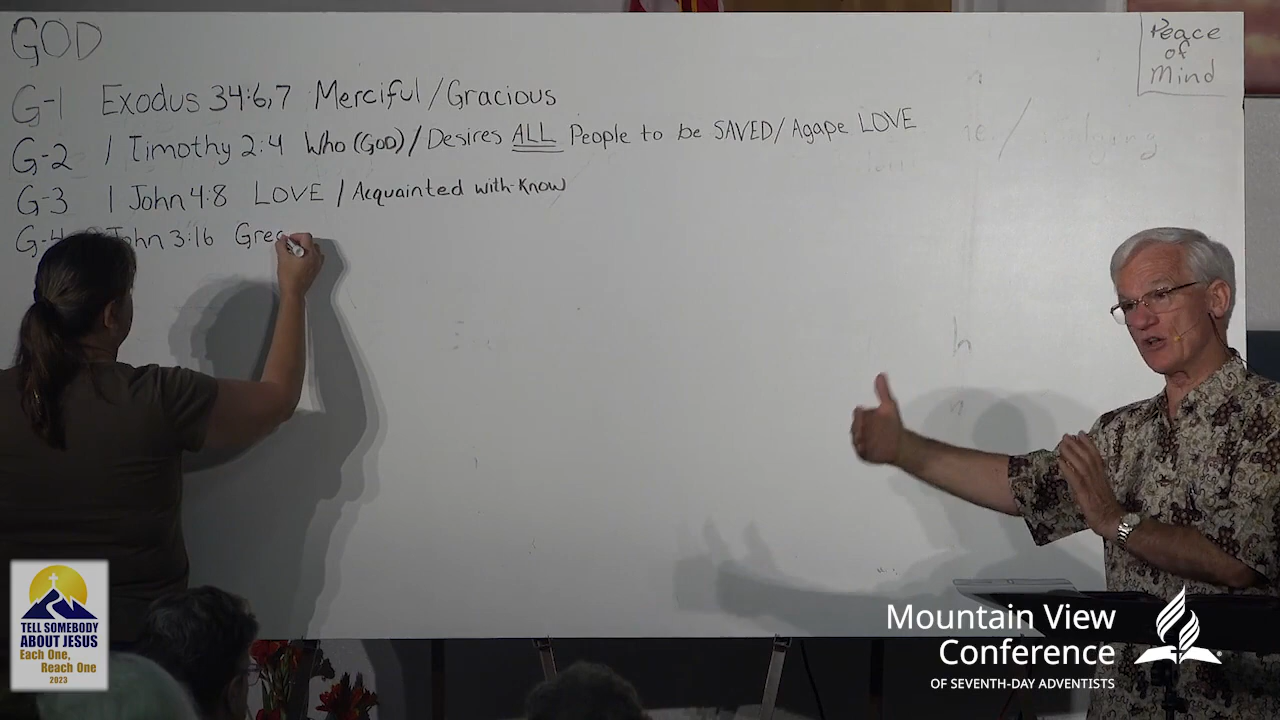 GOD
Peace
of
Mind
G-1 Exodus 34:6,7 Merciful/Gracious
G-2 1 Timothy 2:4 Who (GOD)/Desires ALL People to be SAVED/Agape LOVE
G-3 1 John 4:8 LOVE / Acquainted with-Know
G-4 John 3:16 Grea
TELL SOMEBODY
ABOUT JESUS
Each One,
Reach One
2023
Mountain View
Conference
OF SEVENTH-DAY ADVENTISTS